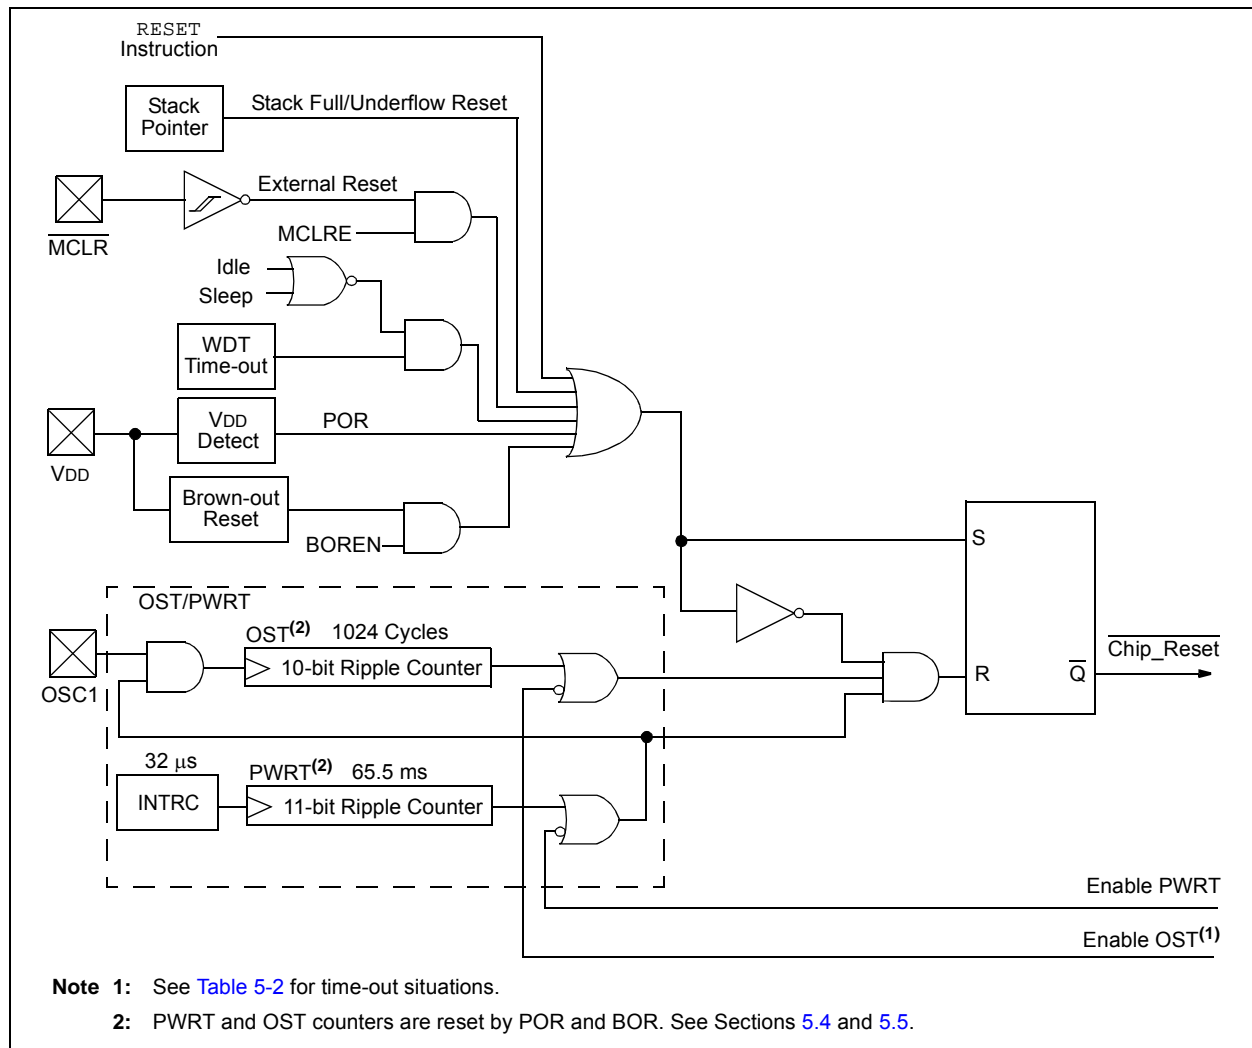 RESET
Instruction
Stack
Pointer
Stack Full/Underflow Reset
External Reset
MCLR
MCLRE
Idle
Sleep
WDT
Time-out
VDD
Detect
POR
VDD
Brown-out
Reset
BOREN
S
OST/PWRT
OST(2) 1024 Cycles
10-bit Ripple Counter
OSC1
Chip_Reset
R
Q
32 μs
PWRT(2) 65.5 ms
INTRC
11-bit Ripple Counter
Enable PWRT
Enable OST(1)
Note 1: See Table 5-2 for time-out situations.
2: PWRT and OST counters are reset by POR and BOR. See Sections 5.4 and 5.5.